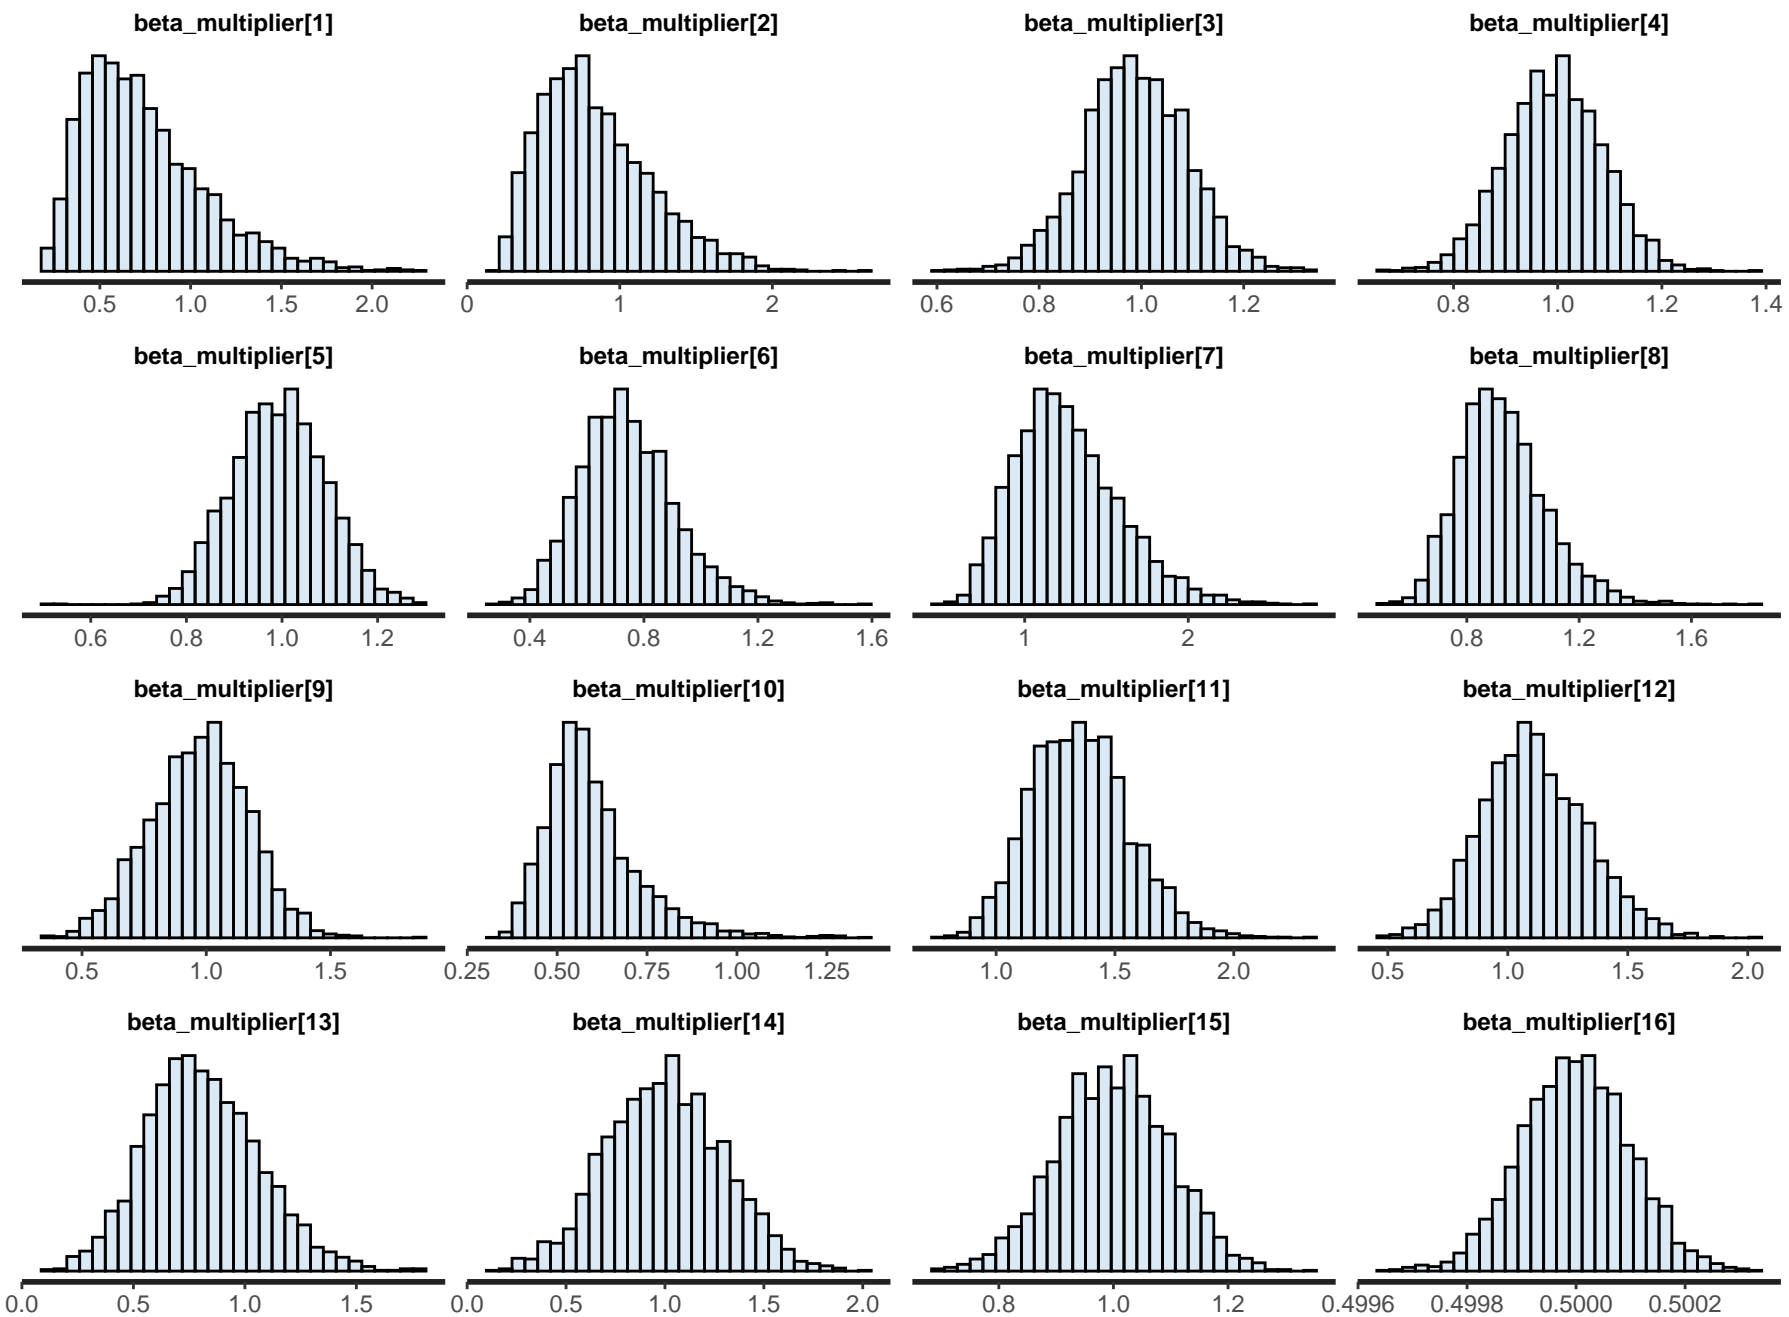 beta_multiplier[1] beta_multiplier[2] beta_multiplier[3] beta_multiplier[4]
0.5 1.0 1.5 2.0 0 1 2 0.6 0.8 1.0 1.2 0.8 1.0 1.2 1.4
beta_multiplier[5] beta_multiplier[6] beta_multiplier[7] beta_multiplier[8]
0.6 0.8 1.0 1.2 0.4 0.8 1.2 1.6 1 2 0.8 1.2 1.6
beta_multiplier[9] beta_multiplier[10] beta_multiplier[11] beta_multiplier[12]
0.5 1.0 1.5 0.25 0.50 0.75 1.00 1.25 1.0 1.5 2.0 0.5 1.0 1.5 2.0
beta_multiplier[13] beta_multiplier[14] beta_multiplier[15] beta_multiplier[16]
0.0 0.5 1.0 1.5 0.0 0.5 1.0 1.5 2.0 0.8 1.0 1.2 0.4996 0.4998 0.5000 0.5002